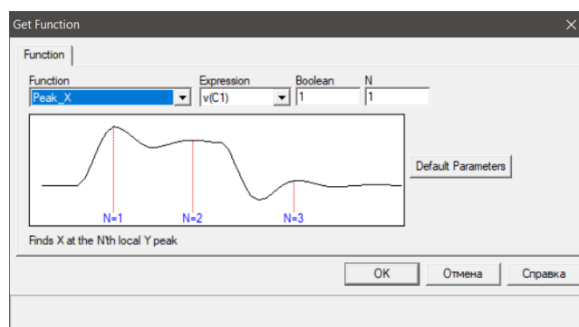 Get Function
Function
Function Expression Boolean N
Peak_X v(C1) 1 1
Default Parameters
N=1 N=2 N=3
Finds X at the N'th local Y peak
OK Отмена Справка